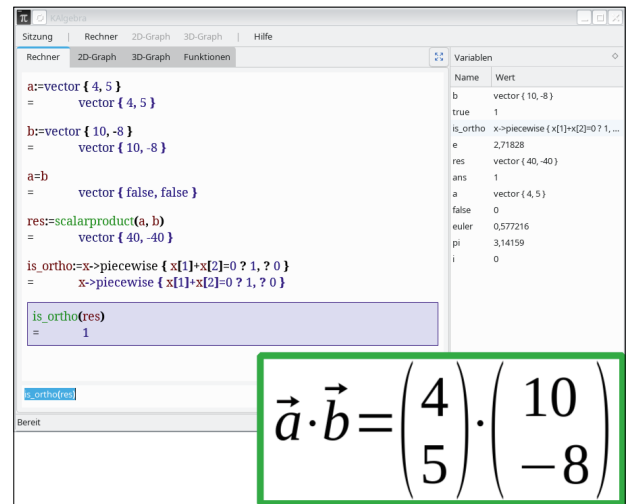 KAlgebra
Sitzung | Rechner 2D-Graph 3D-Graph | Hilfe
Rechner 2D-Graph 3D-Graph Funktionen
a:=vector { 4, 5 }
= vector { 4, 5 }
b:=vector { 10, -8 }
= vector { 10, -8 }
a=b
= vector { false, false }
res:=scalarproduct(a, b)
= vector { 40, -40 }
is_ortho:=x->piecewise { x[1]+x[2]=0 ? 1, ? 0 }
= x->piecewise { x[1]+x[2]=0 ? 1, ? 0 }
is_ortho(res)
= 1
is_ortho(res)
Bereit
Variablen
Name Wert
b vector { 10, -8 }
true 1
is_ortho x->piecewise { x[1]+x[2]=0 ? 1, ...
e 2,71828
res vector { 40, -40 }
ans 1
a vector { 4, 5 }
false 0
euler 0,577216
pi 3,14159
i 0
a⃗·b⃗=(4 5)·(10 −8)